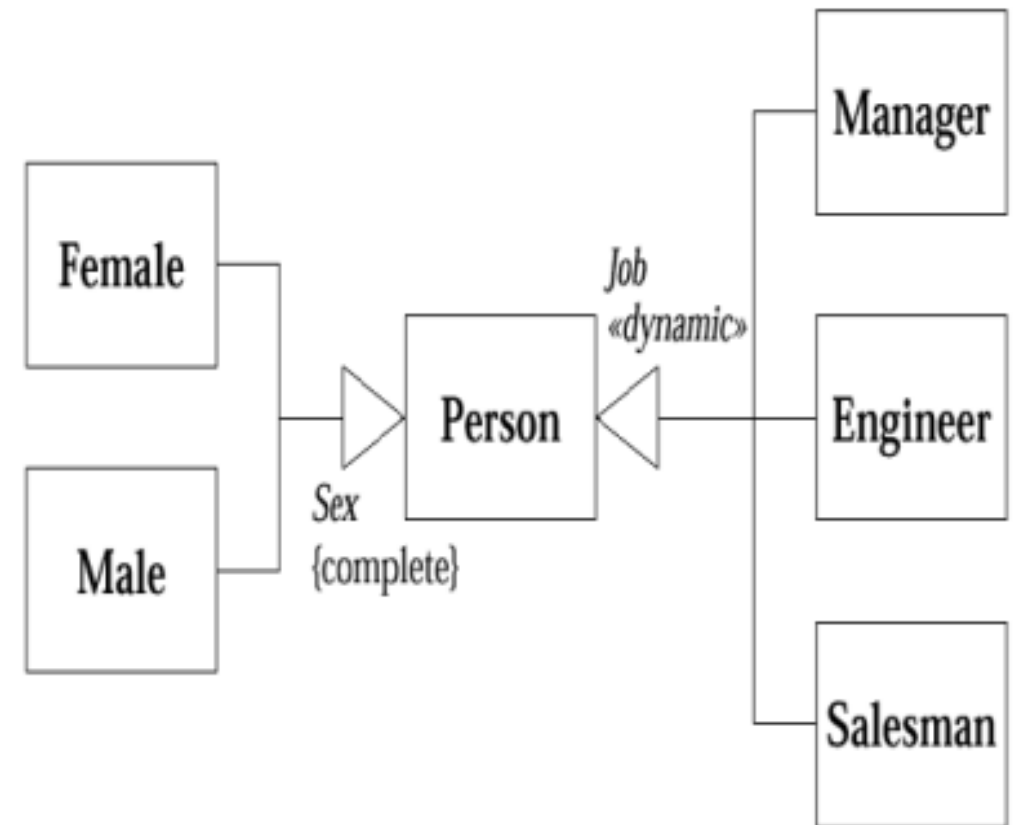 Manager
Female
Job
«dynamic»
Person
Engineer
Sex
{complete}
Male
Salesman